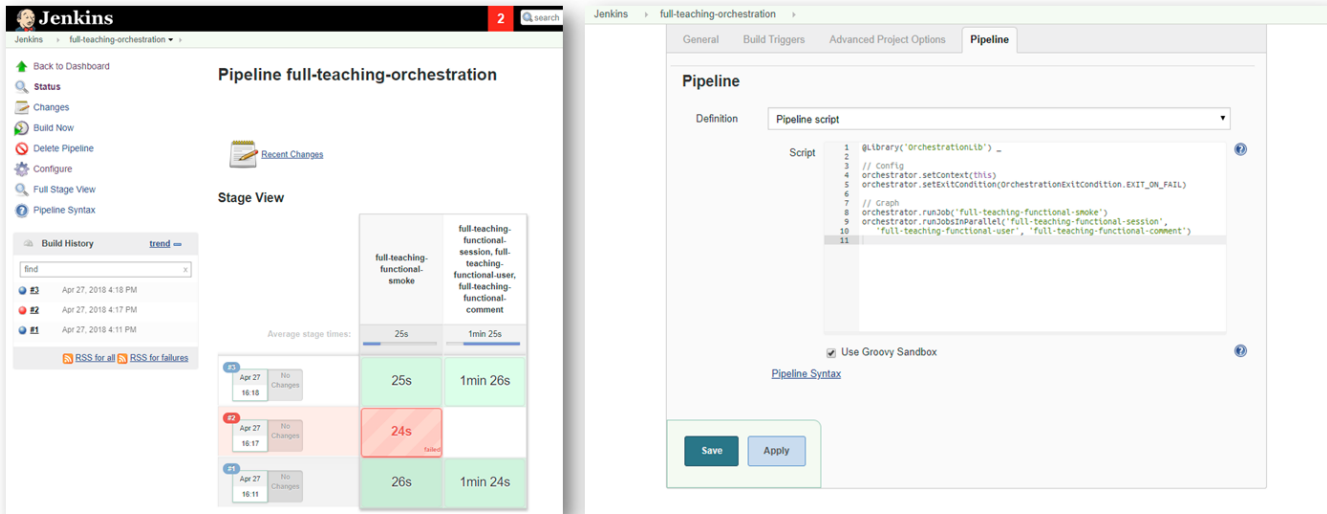 Jenkins
2
search
Jenkins › full-teaching-orchestration ›
Back to Dashboard
Status
Changes
Build Now
Delete Pipeline
Configure
Full Stage View
Pipeline Syntax
Build History
trend
find
x
#3 Apr 27, 2018 4:18 PM
#2 Apr 27, 2018 4:17 PM
#1 Apr 27, 2018 4:11 PM
RSS for all RSS for failures
Pipeline full-teaching-orchestration
Recent Changes
Stage View
full-teaching-
functional-
smoke
full-teaching-
functional-
session, full-
teaching-
functional-user,
full-teaching-
functional-
comment
Average stage times:
25s
1min 25s
#3
Apr 27
16:18
No
Changes
25s
1min 26s
#2
Apr 27
16:17
No
Changes
24s
failed
#1
Apr 27
16:11
No
Changes
26s
1min 24s
Jenkins › full-teaching-orchestration ›
General
Build Triggers
Advanced Project Options
Pipeline
Pipeline
Definition
Pipeline script
Script
1 @Library('OrchestrationLib') _
2
3 // Config
4 orchestrator.setContext(this)
5 orchestrator.setExitCondition(OrchestrationExitCondition.EXIT_ON_FAIL)
6
7 // Graph
8 orchestrator.runJob('full-teaching-functional-smoke')
9 orchestrator.runJobsInParallel('full-teaching-functional-session',
10 'full-teaching-functional-user', 'full-teaching-functional-comment')
11
Use Groovy Sandbox
Pipeline Syntax
Save
Apply